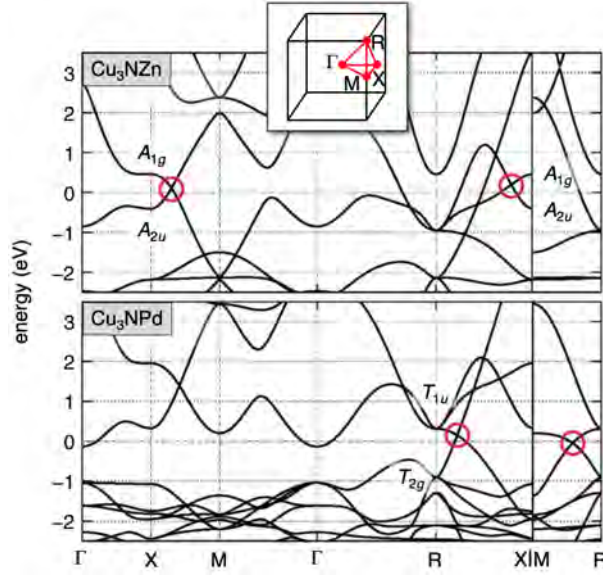 R
Γ
X
M
Cu₃NZn
3
2
A₁g
1
A₁g
0
A₂u
A₂u
−1
−2
energy (eV)
Cu₃NPd
3
2
T₁u
1
0
−1
T₂g
−2
Γ X M Γ R X|M R